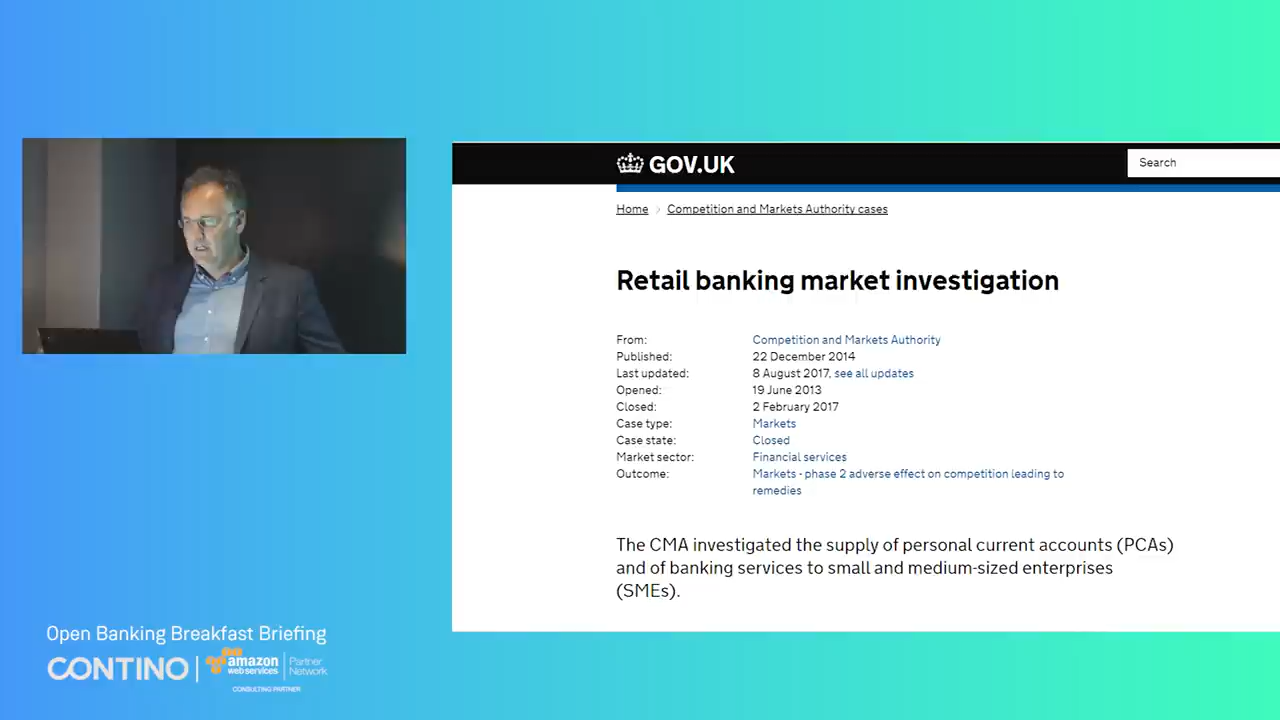 GOV.UK
Search
Home > Competition and Markets Authority cases
Retail banking market investigation
From: Competition and Markets Authority
Published: 22 December 2014
Last updated: 8 August 2017, see all updates
Opened: 19 June 2013
Closed: 2 February 2017
Case type: Markets
Case state: Closed
Market sector: Financial services
Outcome: Markets - phase 2 adverse effect on competition leading to
remedies
The CMA investigated the supply of personal current accounts (PCAs)
and of banking services to small and medium-sized enterprises
(SMEs).
Open Banking Breakfast Briefing
CONTINO | amazon web services | Partner Network
CONSULTING PARTNER